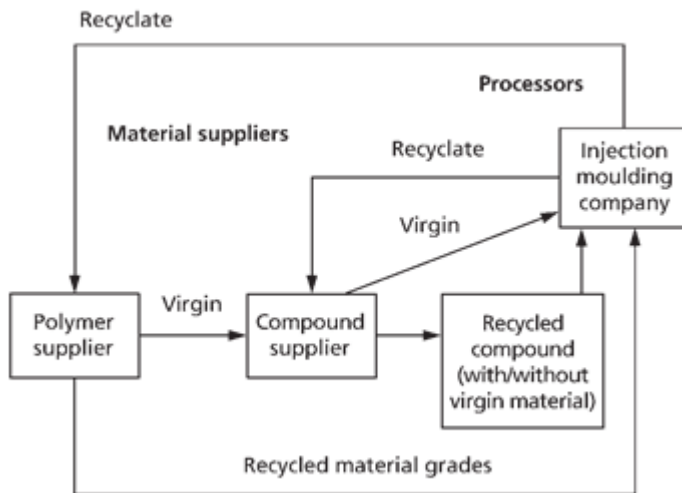 Recyclate
Processors
Material suppliers
Recyclate
Injection
moulding
company
Virgin
Virgin
Polymer
supplier
Compound
supplier
Recycled
compound
(with/without
virgin material)
Recycled material grades